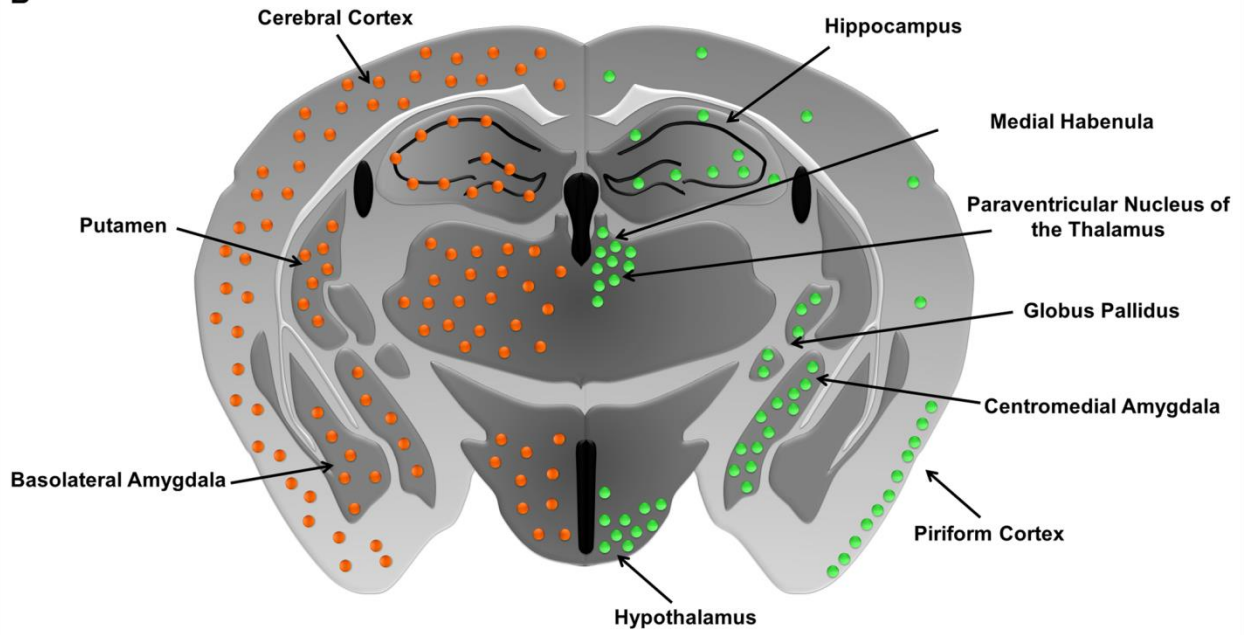 Cerebral Cortex
Hippocampus
Medial Habenula
Paraventricular Nucleus of
the Thalamus
Putamen
Globus Pallidus
Centromedial Amygdala
Basolateral Amygdala
Piriform Cortex
Hypothalamus